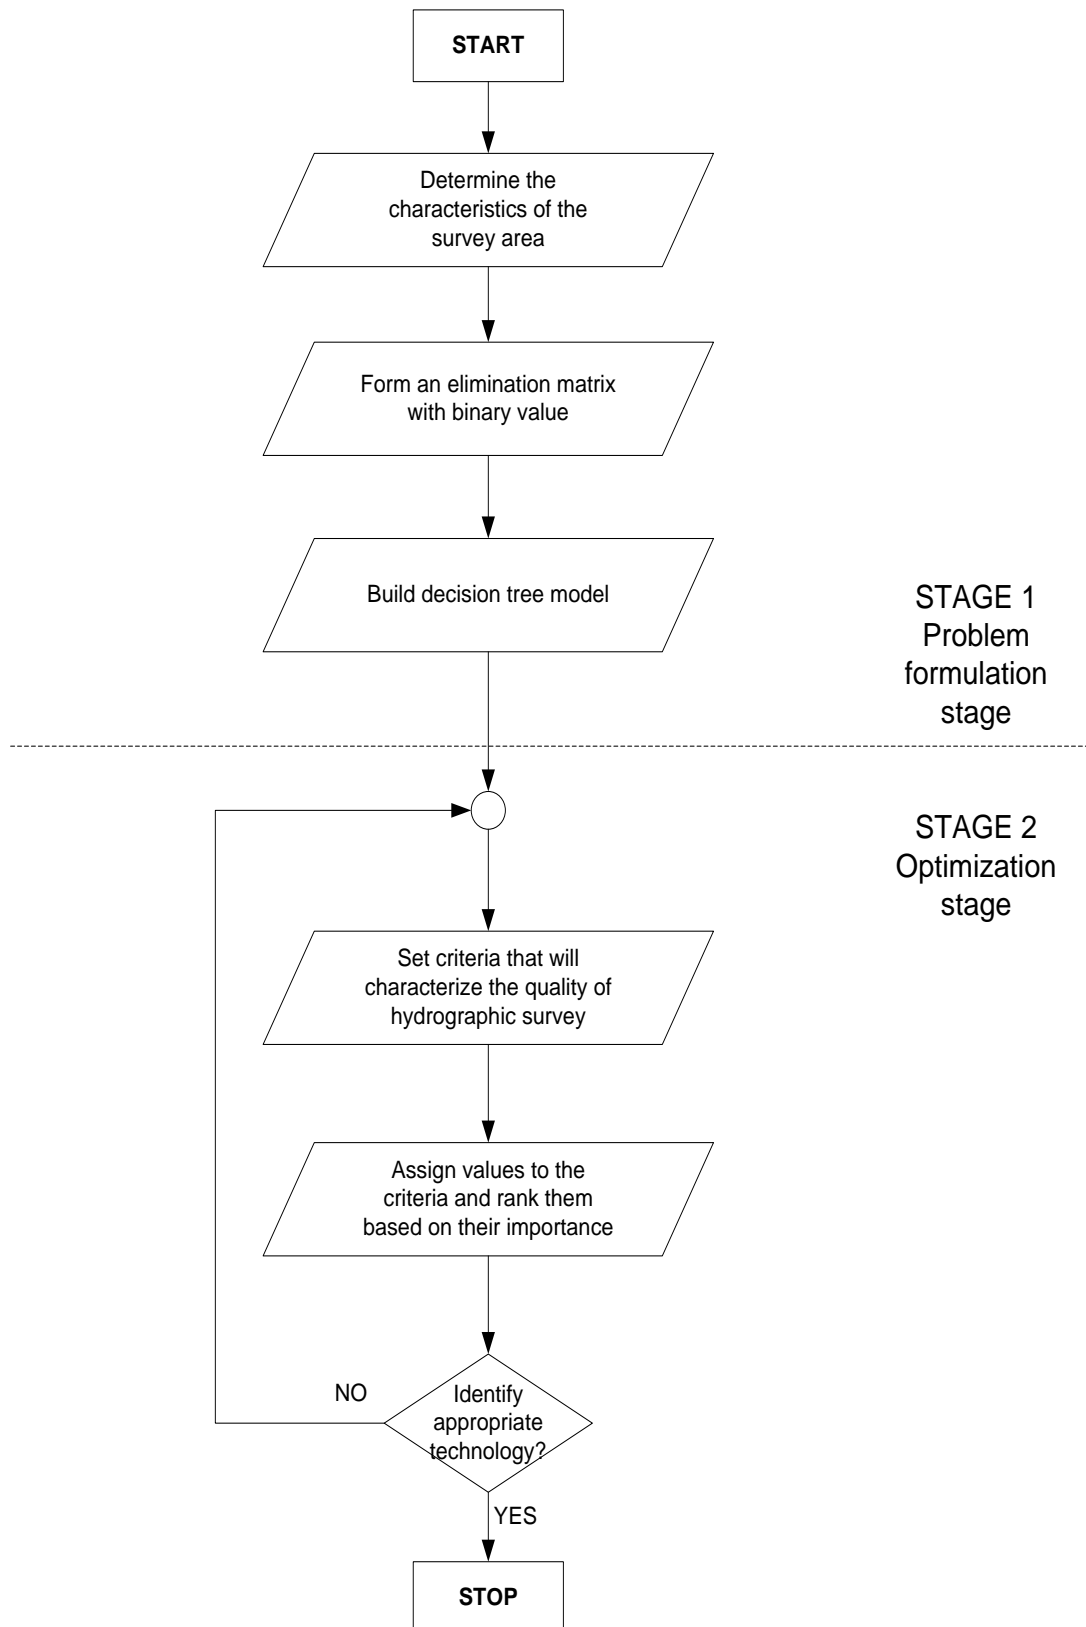 START
Determine the
characteristics of the
survey area
Form an elimination matrix
with binary value
Build decision tree model
STAGE 1
Problem
formulation
stage
STAGE 2
Optimization
stage
Set criteria that will
characterize the quality of
hydrographic survey
Assign values to the
criteria and rank them
based on their importance
NO
Identify
appropriate
technology?
YES
STOP